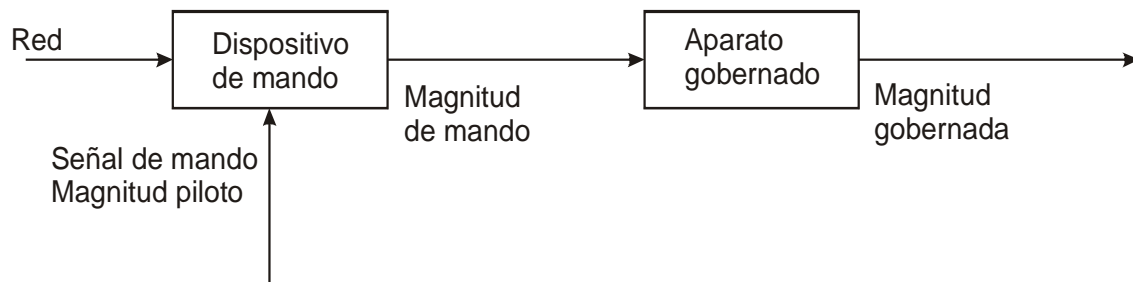 Red
Dispositivo
de mando
Señal de mando
Magnitud piloto
Magnitud
de mando
Aparato
gobernado
Magnitud
gobernada